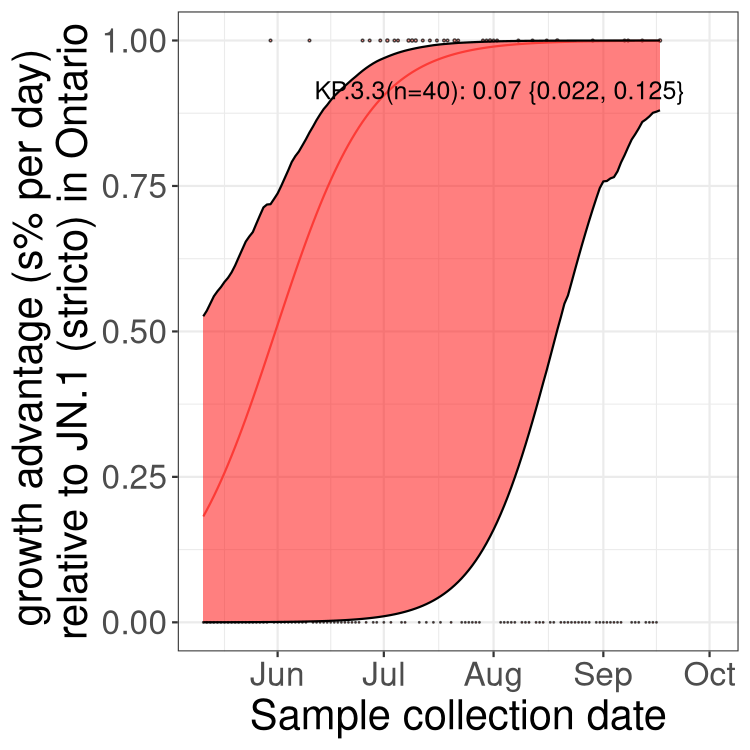 growth advantage (s% per day)
relative to JN.1 (stricto) in Ontario
1.00
0.75
0.50
0.25
0.00
KP.3.3(n=40): 0.07 {0.022, 0.125}
Jun Jul Aug Sep Oct
Sample collection date